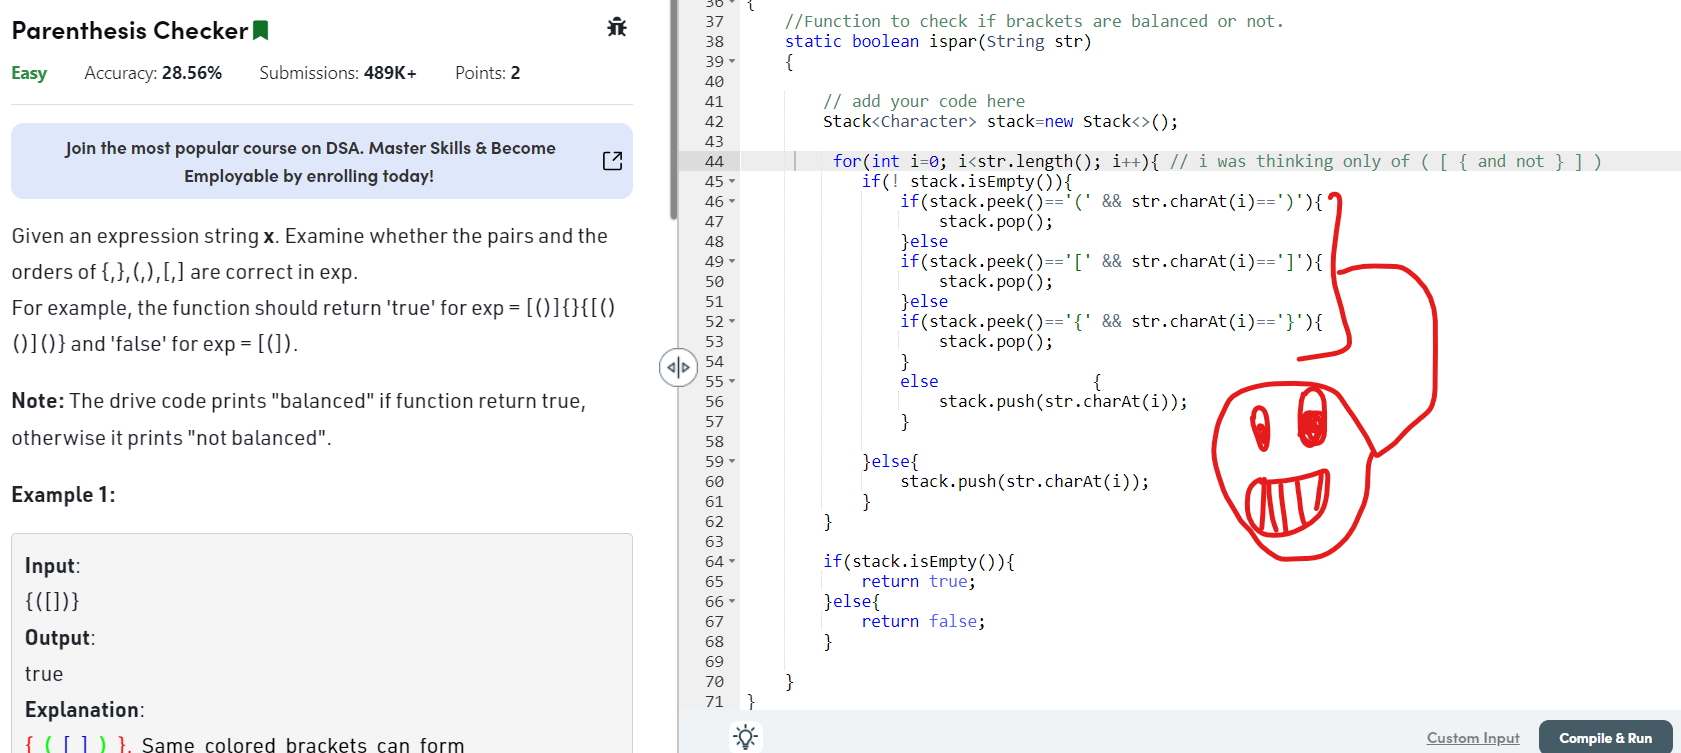 Parenthesis Checker
Easy Accuracy: 28.56% Submissions: 489K+ Points: 2
Join the most popular course on DSA. Master Skills & Become
Employable by enrolling today!
Given an expression string x. Examine whether the pairs and the
orders of {,},(,),[,] are correct in exp.
For example, the function should return 'true' for exp = [()]{}{[()
()]()} and 'false' for exp = [(]).
Note: The drive code prints "balanced" if function return true,
otherwise it prints "not balanced".
Example 1:
Input:
{([])}
Output:
true
Explanation:
{ ( [ ] ) }. Same colored brackets can form
36 {
37 //Function to check if brackets are balanced or not.
38 static boolean ispar(String str)
39 {
40
41 // add your code here
42 Stack<Character> stack=new Stack<>();
43
44 for(int i=0; i<str.length(); i++){ // i was thinking only of ( [ { and not } ] )
45 if(! stack.isEmpty()){
46 if(stack.peek()=='(' && str.charAt(i)==')'){
47 stack.pop();
48 }else
49 if(stack.peek()=='[' && str.charAt(i)==']'){
50 stack.pop();
51 }else
52 if(stack.peek()=='{' && str.charAt(i)=='}'){
53 stack.pop();
54 }
55 else {
56 stack.push(str.charAt(i));
57 }
58
59 }else{
60 stack.push(str.charAt(i));
61 }
62 }
63
64 if(stack.isEmpty()){
65 return true;
66 }else{
67 return false;
68 }
69
70 }
71 }
Custom Input Compile & Run